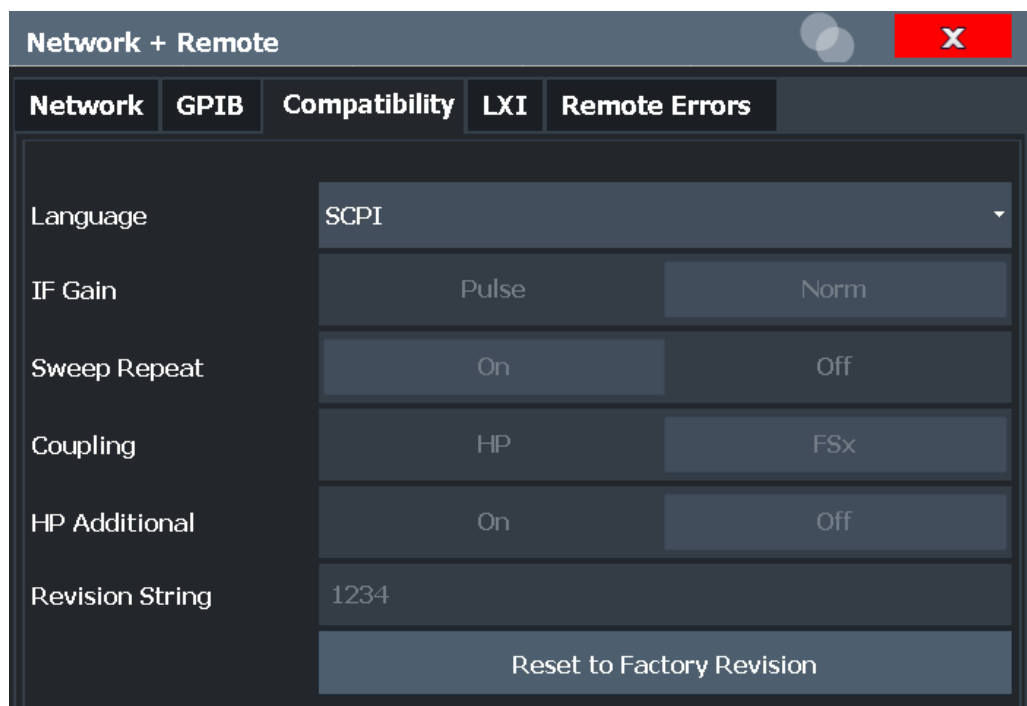 Network + Remote X
Network GPIB Compatibility LXI Remote Errors
Language SCPI
IF Gain Pulse Norm
Sweep Repeat On Off
Coupling HP FSx
HP Additional On Off
Revision String 1234
Reset to Factory Revision